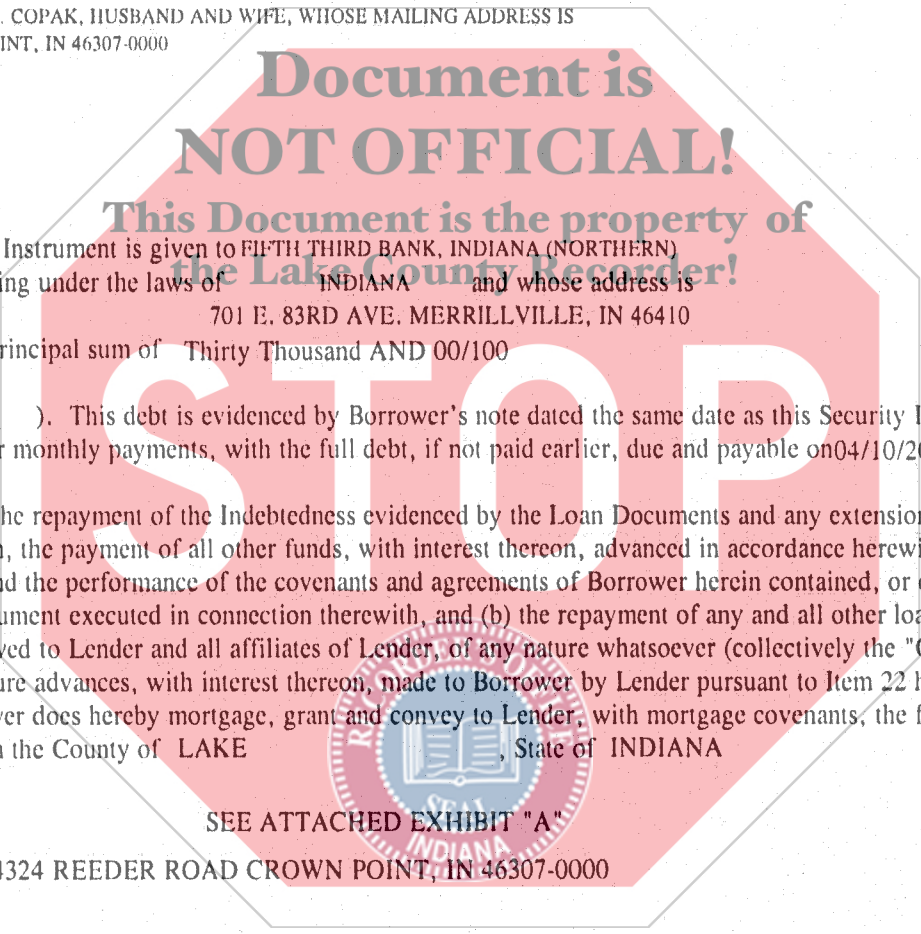 . COPAK, HUSBAND AND WIFE, WHOSE MAILING ADDRESS IS
INT, IN 46307-0000
Document is
NOT OFFICIAL!
This Document is the property of
the Lake County Recorder!
Instrument is given to FIFTH THIRD BANK, INDIANA (NORTHERN)
ing under the laws of INDIANA and whose address is
701 E. 83RD AVE. MERRILLVILLE, IN 46410
rincipal sum of Thirty Thousand AND 00/100
). This debt is evidenced by Borrower's note dated the same date as this Security I
r monthly payments, with the full debt, if not paid earlier, due and payable on04/10/2
STOP
he repayment of the Indebtedness evidenced by the Loan Documents and any extension
, the payment of all other funds, with interest thereon, advanced in accordance herewi
nd the performance of the covenants and agreements of Borrower herein contained, or
ument executed in connection therewith, and (b) the repayment of any and all other loa
ved to Lender and all affiliates of Lender, of any nature whatsoever (collectively the "
ure advances, with interest thereon, made to Borrower by Lender pursuant to Item 22 h
ver does hereby mortgage, grant and convey to Lender, with mortgage covenants, the f
the County of LAKE , State of INDIANA
RECORDER'S OFFICE
SEAL
INDIANA
SEE ATTACHED EXHIBIT "A"
4324 REEDER ROAD CROWN POINT, IN 46307-0000